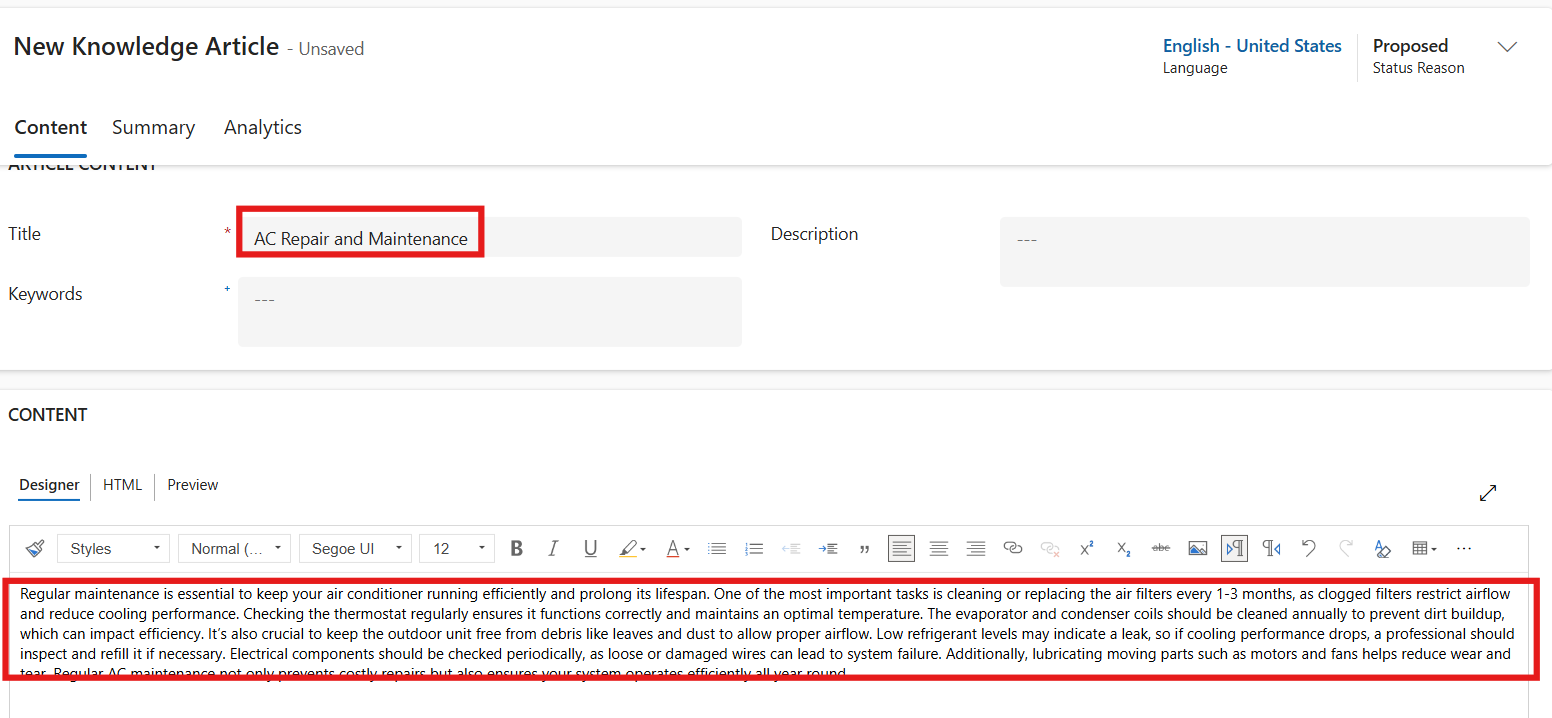 New Knowledge Article - Unsaved
English - United States
Language
Proposed
Status Reason
Content Summary Analytics
ARTICLE CONTENT
Title * AC Repair and Maintenance
Description ---
Keywords + ---
CONTENT
Designer HTML Preview
Styles Normal (... Segoe UI 12 B I U A abc
Regular maintenance is essential to keep your air conditioner running efficiently and prolong its lifespan. One of the most important tasks is cleaning or replacing the air filters every 1-3 months, as clogged filters restrict airflow
and reduce cooling performance. Checking the thermostat regularly ensures it functions correctly and maintains an optimal temperature. The evaporator and condenser coils should be cleaned annually to prevent dirt buildup,
which can impact efficiency. It's also crucial to keep the outdoor unit free from debris like leaves and dust to allow proper airflow. Low refrigerant levels may indicate a leak, so if cooling performance drops, a professional should
inspect and refill it if necessary. Electrical components should be checked periodically, as loose or damaged wires can lead to system failure. Additionally, lubricating moving parts such as motors and fans helps reduce wear and
tear. Regular AC maintenance not only prevents costly repairs but also ensures your system operates efficiently all year round.